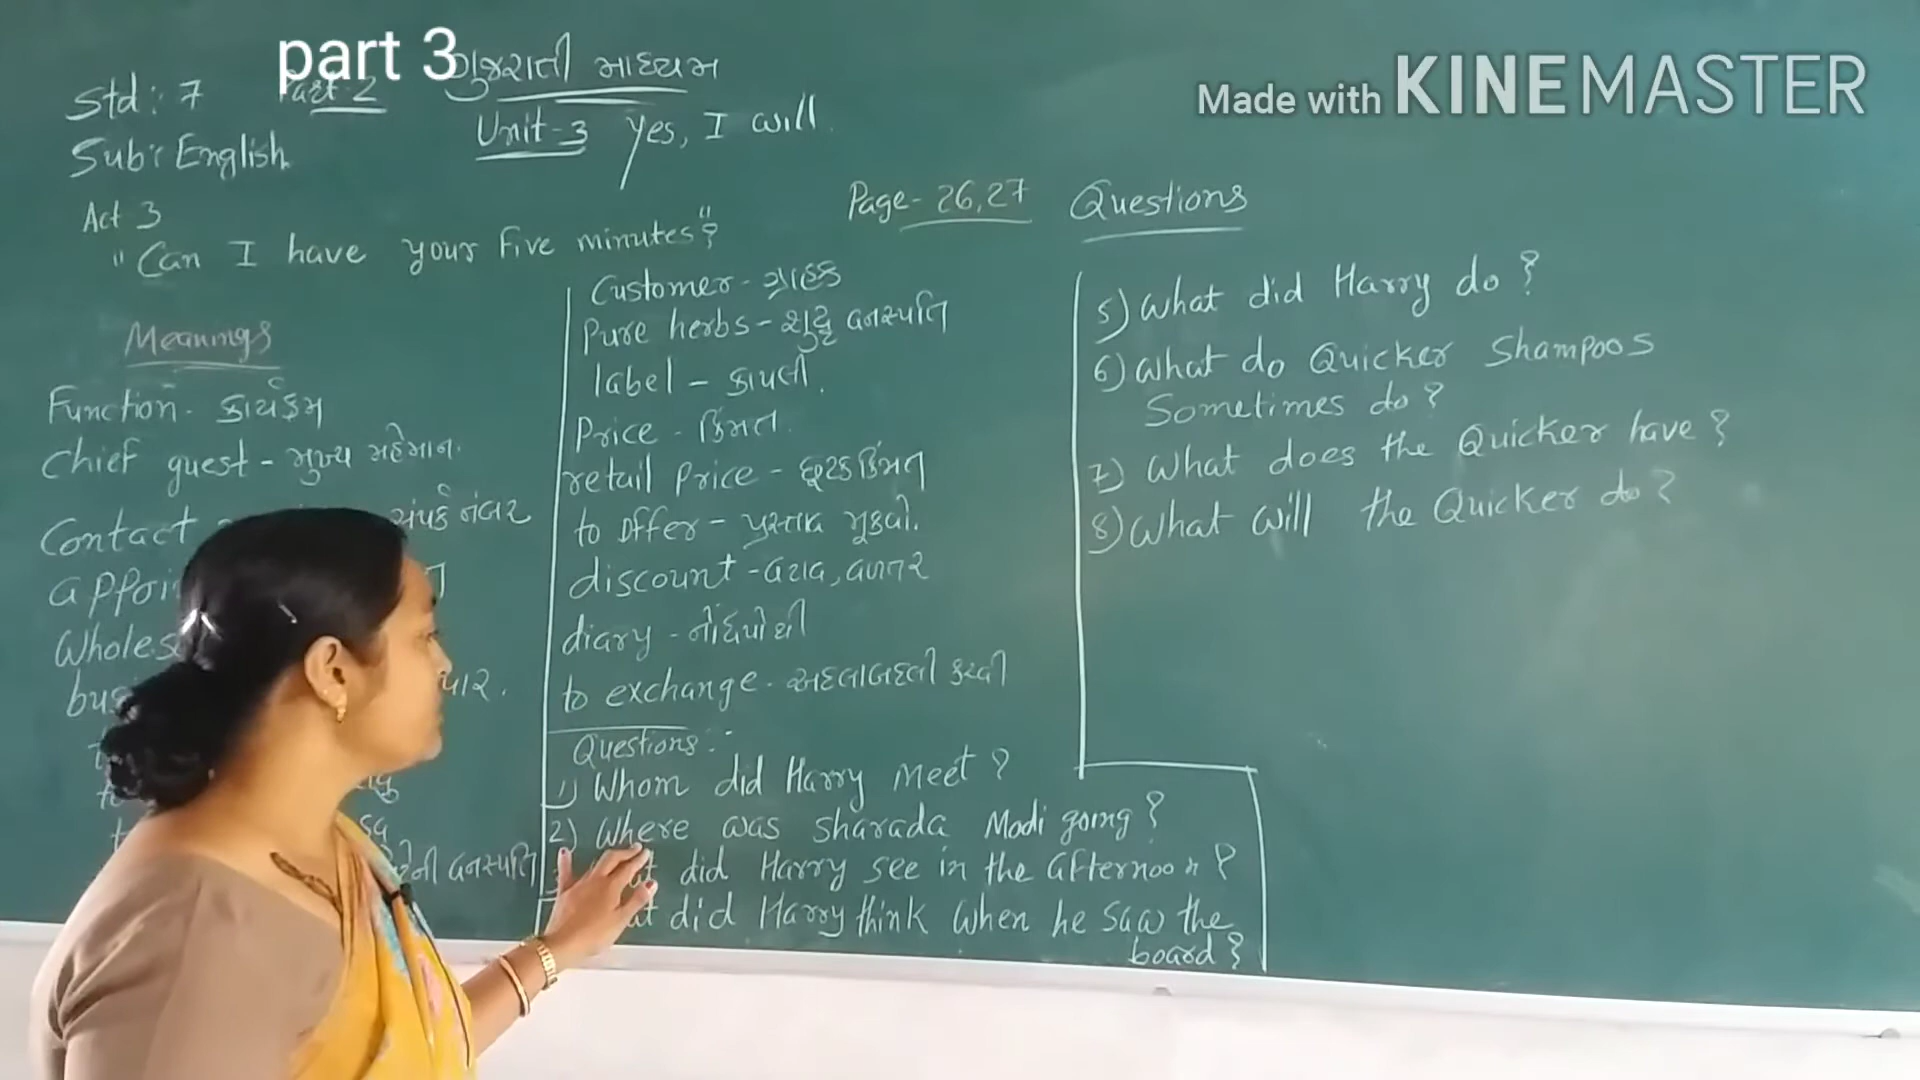 part 3
Made with KINEMASTER
Std: 7 Part 2 ગુજરાતી માધ્યમ
Sub: English
Unit-3 Yes, I will.
Act 3
"Can I have your five minutes"?
Page- 26,27
Meanings
Function - કાર્યક્રમ
Chief guest - મુખ્ય મહેમાન.
Contact સંપર્ક નંબર
Customer - ગ્રાહક
Pure herbs - શુદ્ધ વનસ્પતિ
label - કાપલી.
Price - કિંમત.
retail price - છૂટક કિંમત
to offer - પ્રસ્તાવ મૂકવો.
discount - વટાવ, વળતર
diary - નોંધપોથી
to exchange - અદલાબદલી કરવી
Questions:-
1) Whom did Harry meet?
2) Where was Sharada Modi going?
did Harry see in the afternoon?
did Harry think when he saw the
board?
Questions
5) What did Harry do?
6) What do Quicker Shampoos
Sometimes do?
7) What does the Quicker have?
8) What will the Quicker do?